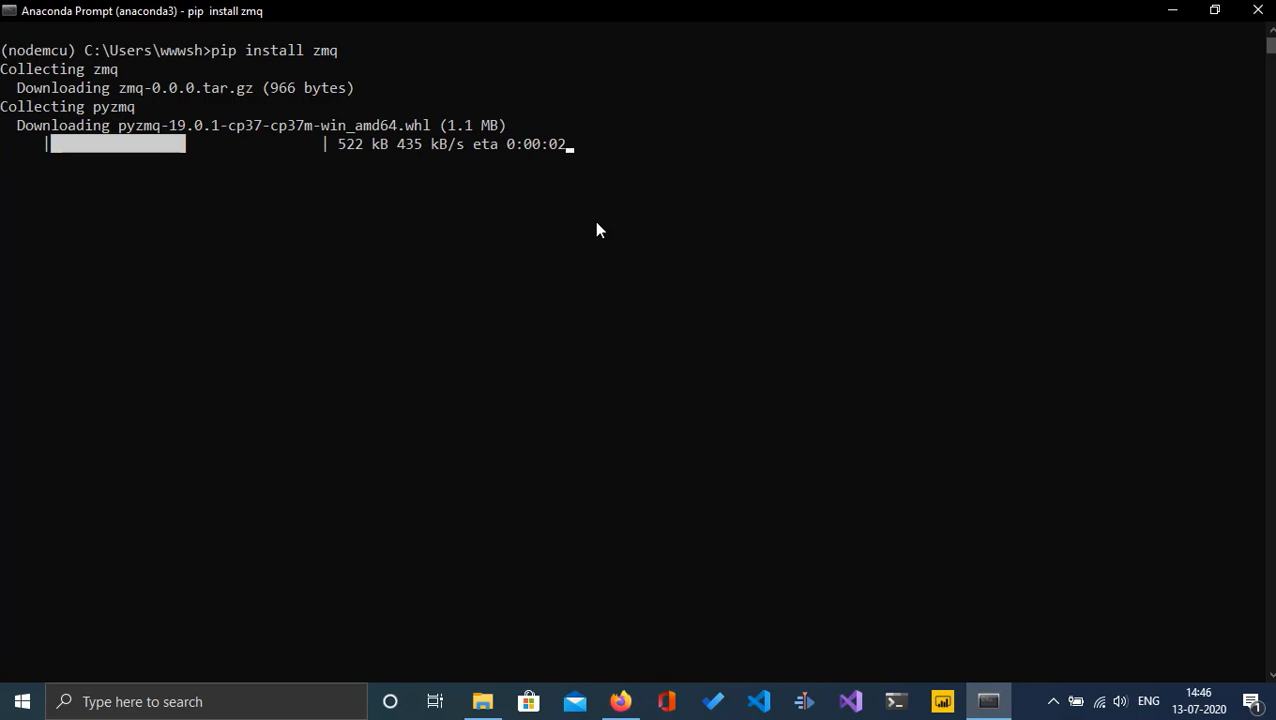 Anaconda Prompt (anaconda3) - pip  install zmq
(nodemcu) C:\Users\wwwsh>pip install zmq
Collecting zmq
  Downloading zmq-0.0.0.tar.gz (966 bytes)
Collecting pyzmq
  Downloading pyzmq-19.0.1-cp37-cp37m-win_amd64.whl (1.1 MB)
| | 522 kB 435 kB/s eta 0:00:02
Type here to search
ENG
14:46
13-07-2020
1